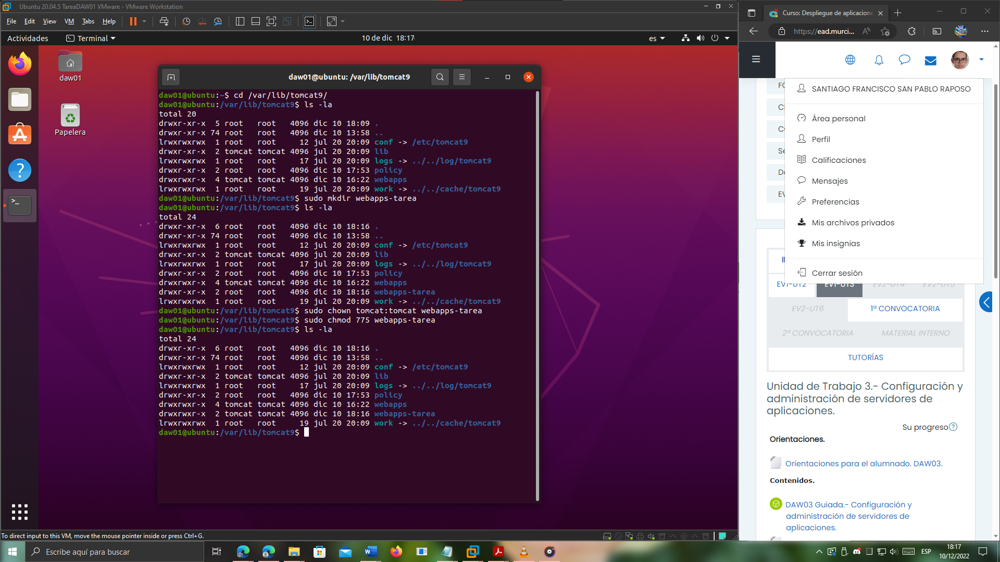 Ubuntu 20.04.5 TareaDAW01 VMware - VMware Workstation
File Edit View VM Tabs Help
Actividades
Terminal
10 de dic 18:17
es
daw01
Papelera
daw01@ubuntu: /var/lib/tomcat9
daw01@ubuntu:~$ cd /var/lib/tomcat9/
daw01@ubuntu:/var/lib/tomcat9$ ls -la
total 20
drwxr-xr-x 5 root root 4096 dic 10 18:09 .
drwxr-xr-x 74 root root 4096 dic 10 13:58 ..
lrwxrwxrwx 1 root root 12 jul 20 20:09 conf -> /etc/tomcat9
drwxr-xr-x 2 tomcat tomcat 4096 jul 20 20:09 lib
lrwxrwxrwx 1 root root 17 jul 20 20:09 logs -> ../../log/tomcat9
drwxr-xr-x 2 root root 4096 dic 10 17:53 policy
drwxrwxr-x 4 tomcat tomcat 4096 dic 10 16:22 webapps
lrwxrwxrwx 1 root root 19 jul 20 20:09 work -> ../../cache/tomcat9
daw01@ubuntu:/var/lib/tomcat9$ sudo mkdir webapps-tarea
daw01@ubuntu:/var/lib/tomcat9$ ls -la
total 24
drwxr-xr-x 6 root root 4096 dic 10 18:16 .
drwxr-xr-x 74 root root 4096 dic 10 13:58 ..
lrwxrwxrwx 1 root root 12 jul 20 20:09 conf -> /etc/tomcat9
drwxr-xr-x 2 tomcat tomcat 4096 jul 20 20:09 lib
lrwxrwxrwx 1 root root 17 jul 20 20:09 logs -> ../../log/tomcat9
drwxr-xr-x 2 root root 4096 dic 10 17:53 policy
drwxrwxr-x 4 tomcat tomcat 4096 dic 10 16:22 webapps
drwxr-xr-x 2 root root 4096 dic 10 18:16 webapps-tarea
lrwxrwxrwx 1 root root 19 jul 20 20:09 work -> ../../cache/tomcat9
daw01@ubuntu:/var/lib/tomcat9$ sudo chown tomcat:tomcat webapps-tarea
daw01@ubuntu:/var/lib/tomcat9$ sudo chmod 775 webapps-tarea
daw01@ubuntu:/var/lib/tomcat9$ ls -la
total 24
drwxr-xr-x 6 root root 4096 dic 10 18:16 .
drwxr-xr-x 74 root root 4096 dic 10 13:58 ..
lrwxrwxrwx 1 root root 12 jul 20 20:09 conf -> /etc/tomcat9
drwxr-xr-x 2 tomcat tomcat 4096 jul 20 20:09 lib
lrwxrwxrwx 1 root root 17 jul 20 20:09 logs -> ../../log/tomcat9
drwxr-xr-x 2 root root 4096 dic 10 17:53 policy
drwxrwxr-x 4 tomcat tomcat 4096 dic 10 16:22 webapps
drwxrwxr-x 2 tomcat tomcat 4096 dic 10 18:16 webapps-tarea
lrwxrwxrwx 1 root root 19 jul 20 20:09 work -> ../../cache/tomcat9
daw01@ubuntu:/var/lib/tomcat9$
To direct input to this VM, move the mouse pointer inside or press Ctrl+G.
Curso: Despliegue de aplicacione
https://ead.murci...
SANTIAGO FRANCISCO SAN PABLO RAPOSO
Área personal
Perfil
Calificaciones
Mensajes
Preferencias
Mis archivos privados
Mis insignias
Cerrar sesión
EV1-UT2 EV1-UT3 EV2-UT4 EV2-UT5
EV2-UT6 1ª CONVOCATORIA
2ª CONVOCATORIA MATERIAL INTERNO
TUTORÍAS
Unidad de Trabajo 3.- Configuración y
administración de servidores de
aplicaciones.
Su progreso
Orientaciones.
Orientaciones para el alumnado. DAW03.
Contenidos.
DAW03 Guiada.- Configuración y
administración de servidores de
aplicaciones.
Escribe aquí para buscar
ESP
18:17
10/12/2022